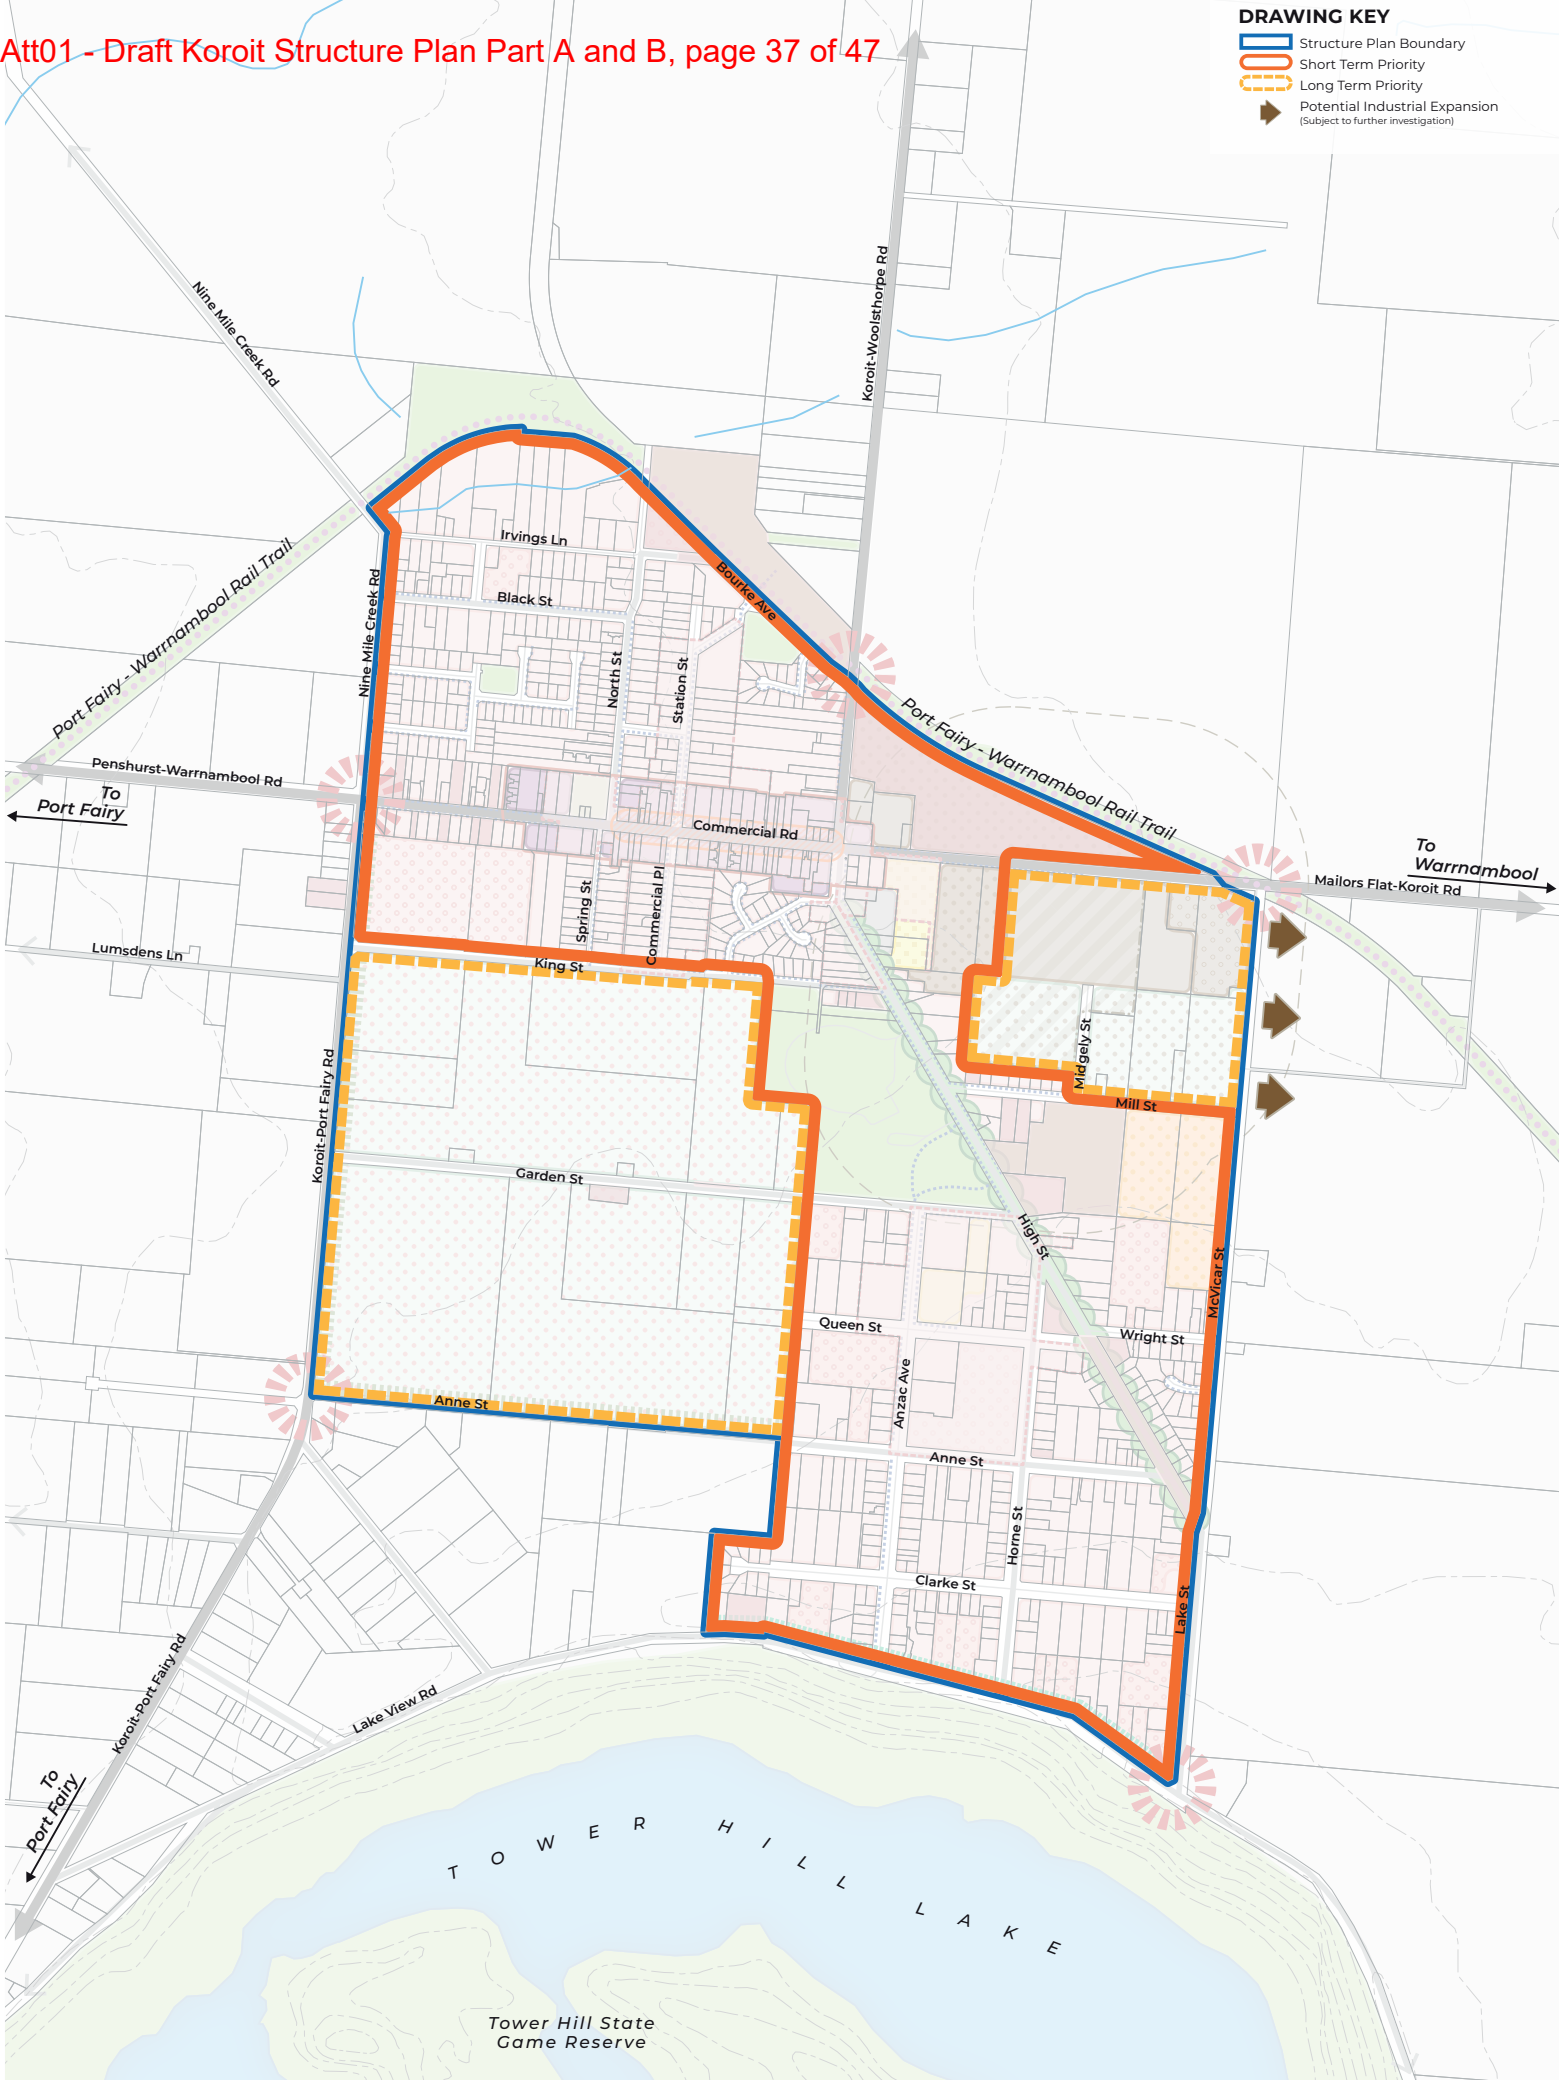 Att01 - Draft Koroit Structure Plan Part A and B, page 37 of 47
DRAWING KEY
Structure Plan Boundary
Short Term Priority
Long Term Priority
Potential Industrial Expansion
(Subject to further investigation)
Nine Mile Creek Rd
Koroit-Woolsthorpe Rd
Irvings Ln
Bourke Ave
Black St
Port Fairy - Warrnambool Rail Trail
Nine Mile Creek Rd
North St
Station St
Port Fairy - Warrnambool Rail Trail
Penshurst-Warrnambool Rd
To
Port Fairy
Commercial Rd
To
Warrnambool
Mailors Flat-Koroit Rd
Spring St
Commercial Pl
Lumsdens Ln
King St
Midgely St
Mill St
Koroit-Port Fairy Rd
Garden St
High St
McVicar St
Queen St
Wright St
Anzac Ave
Anne St
Anne St
Horne St
Clarke St
Lake St
Koroit-Port Fairy Rd
Lake View Rd
To
Port Fairy
TOWER HILL LAKE
Tower Hill State
Game Reserve